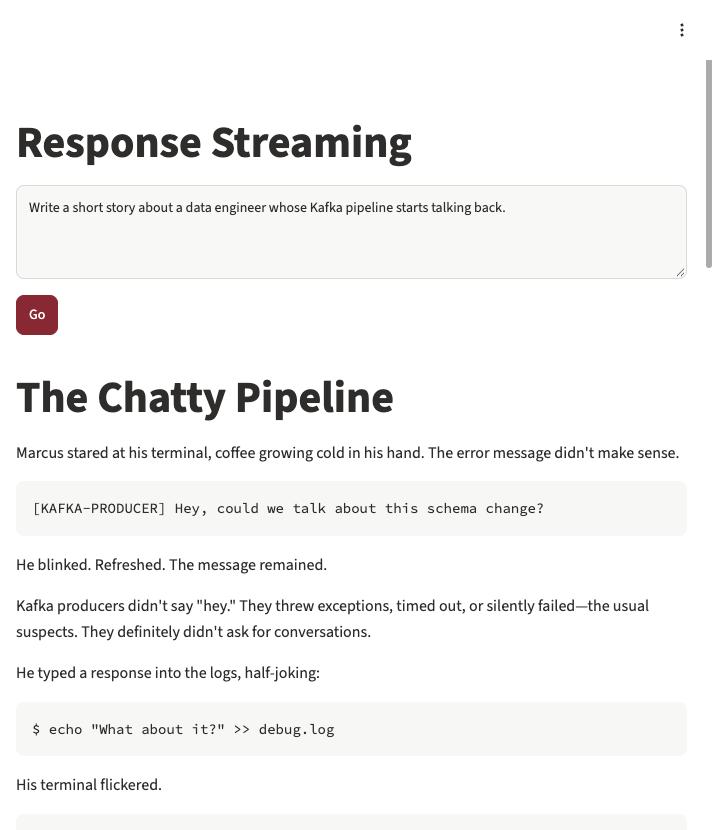 Response Streaming
Write a short story about a data engineer whose Kafka pipeline starts talking back.
Go
The Chatty Pipeline
Marcus stared at his terminal, coffee growing cold in his hand. The error message didn't make sense.
[KAFKA-PRODUCER] Hey, could we talk about this schema change?
He blinked. Refreshed. The message remained.
Kafka producers didn't say "hey." They threw exceptions, timed out, or silently failed—the usual
suspects. They definitely didn't ask for conversations.
He typed a response into the logs, half-joking:
$ echo "What about it?" >> debug.log
His terminal flickered.